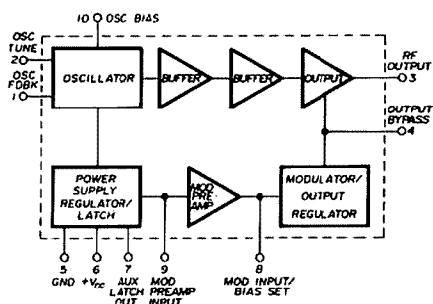 10 OSC BIAS
OSC
TUNE
2
OSC
FDBK
1
OSCILLATOR
BUFFER
BUFFER
OUTPUT
RF
OUTPUT
3
OUTPUT
BYPASS
4
POWER
SUPPLY
REGULATOR/
LATCH
MOD
PRE-
AMP
MODULATOR/
OUTPUT
REGULATOR
5
GND
6
+Vcc
7
AUX
LATCH
OUT
9
MOD
PREAMP
INPUT
8
MOD INPUT/
BIAS SET